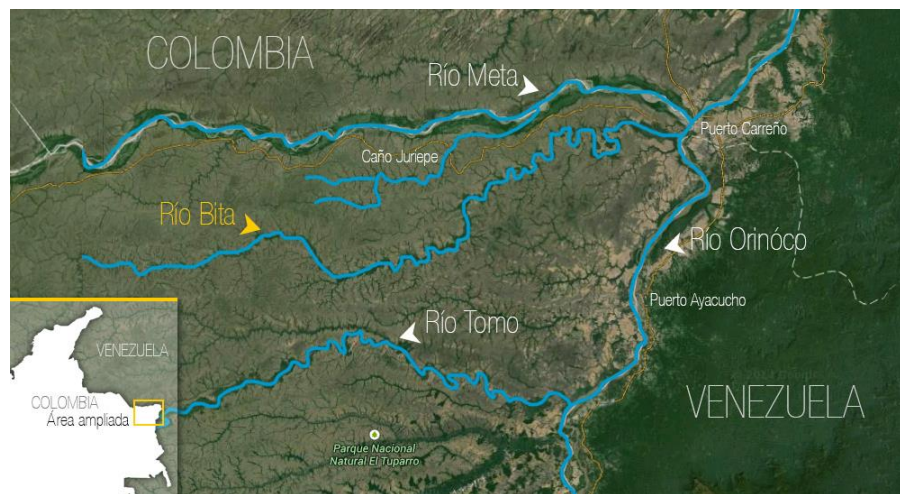 COLOMBIA
Río Meta
Puerto Carreño
Caño Juriepe
Río Bita
Río Orinóco
Puerto Ayacucho
Río Tomo
VENEZUELA
COLOMBIA
Área ampliada
VENEZUELA
Parque Nacional
Natural El Tuparro